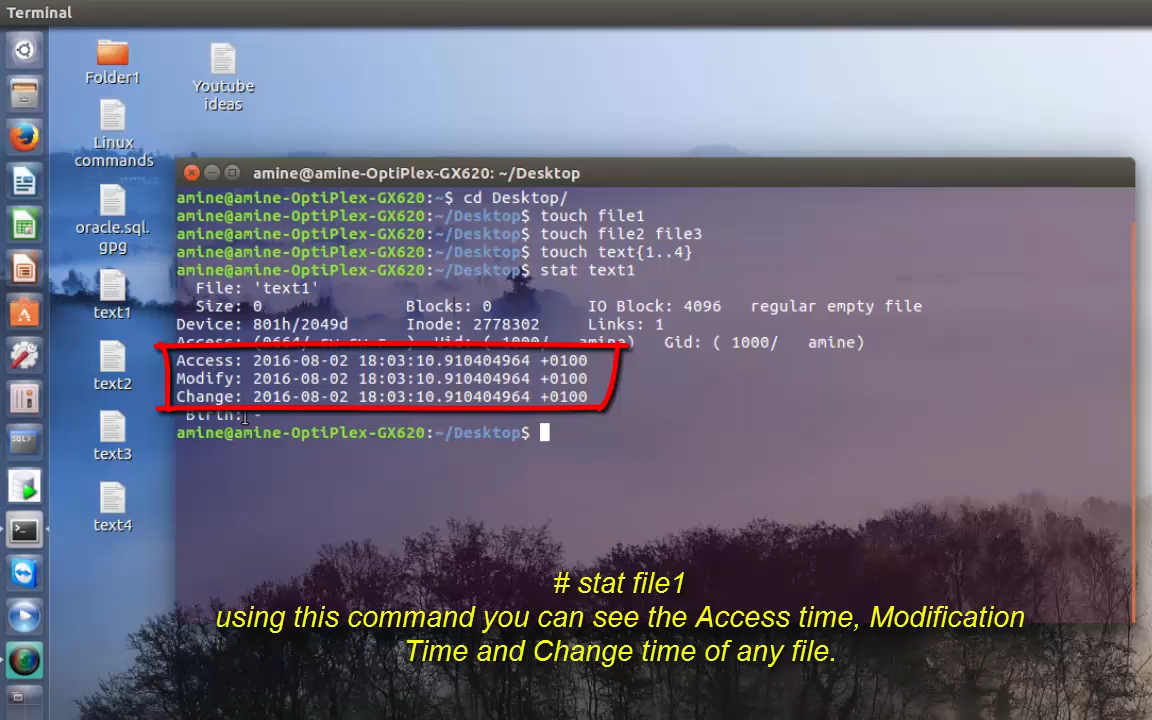 Terminal
Folder1
Youtube
ideas
Linux
commands
oracle.sql.
gpg
text1
text2
text3
text4
amine@amine-OptiPlex-GX620: ~/Desktop
amine@amine-OptiPlex-GX620:~$ cd Desktop/
amine@amine-OptiPlex-GX620:~/Desktop$ touch file1
amine@amine-OptiPlex-GX620:~/Desktop$ touch file2 file3
amine@amine-OptiPlex-GX620:~/Desktop$ touch text{1..4}
amine@amine-OptiPlex-GX620:~/Desktop$ stat text1
File: 'text1'
Size: 0 Blocks: 0 IO Block: 4096 regular empty file
Device: 801h/2049d Inode: 2778302 Links: 1
Access: (0664/ Uid: ( 1000/ amine) Gid: ( 1000/ amine)
Access: 2016-08-02 18:03:10.910404964 +0100
Modify: 2016-08-02 18:03:10.910404964 +0100
Change: 2016-08-02 18:03:10.910404964 +0100
Birth: -
amine@amine-OptiPlex-GX620:~/Desktop$
# stat file1
using this command you can see the Access time, Modification
Time and Change time of any file.